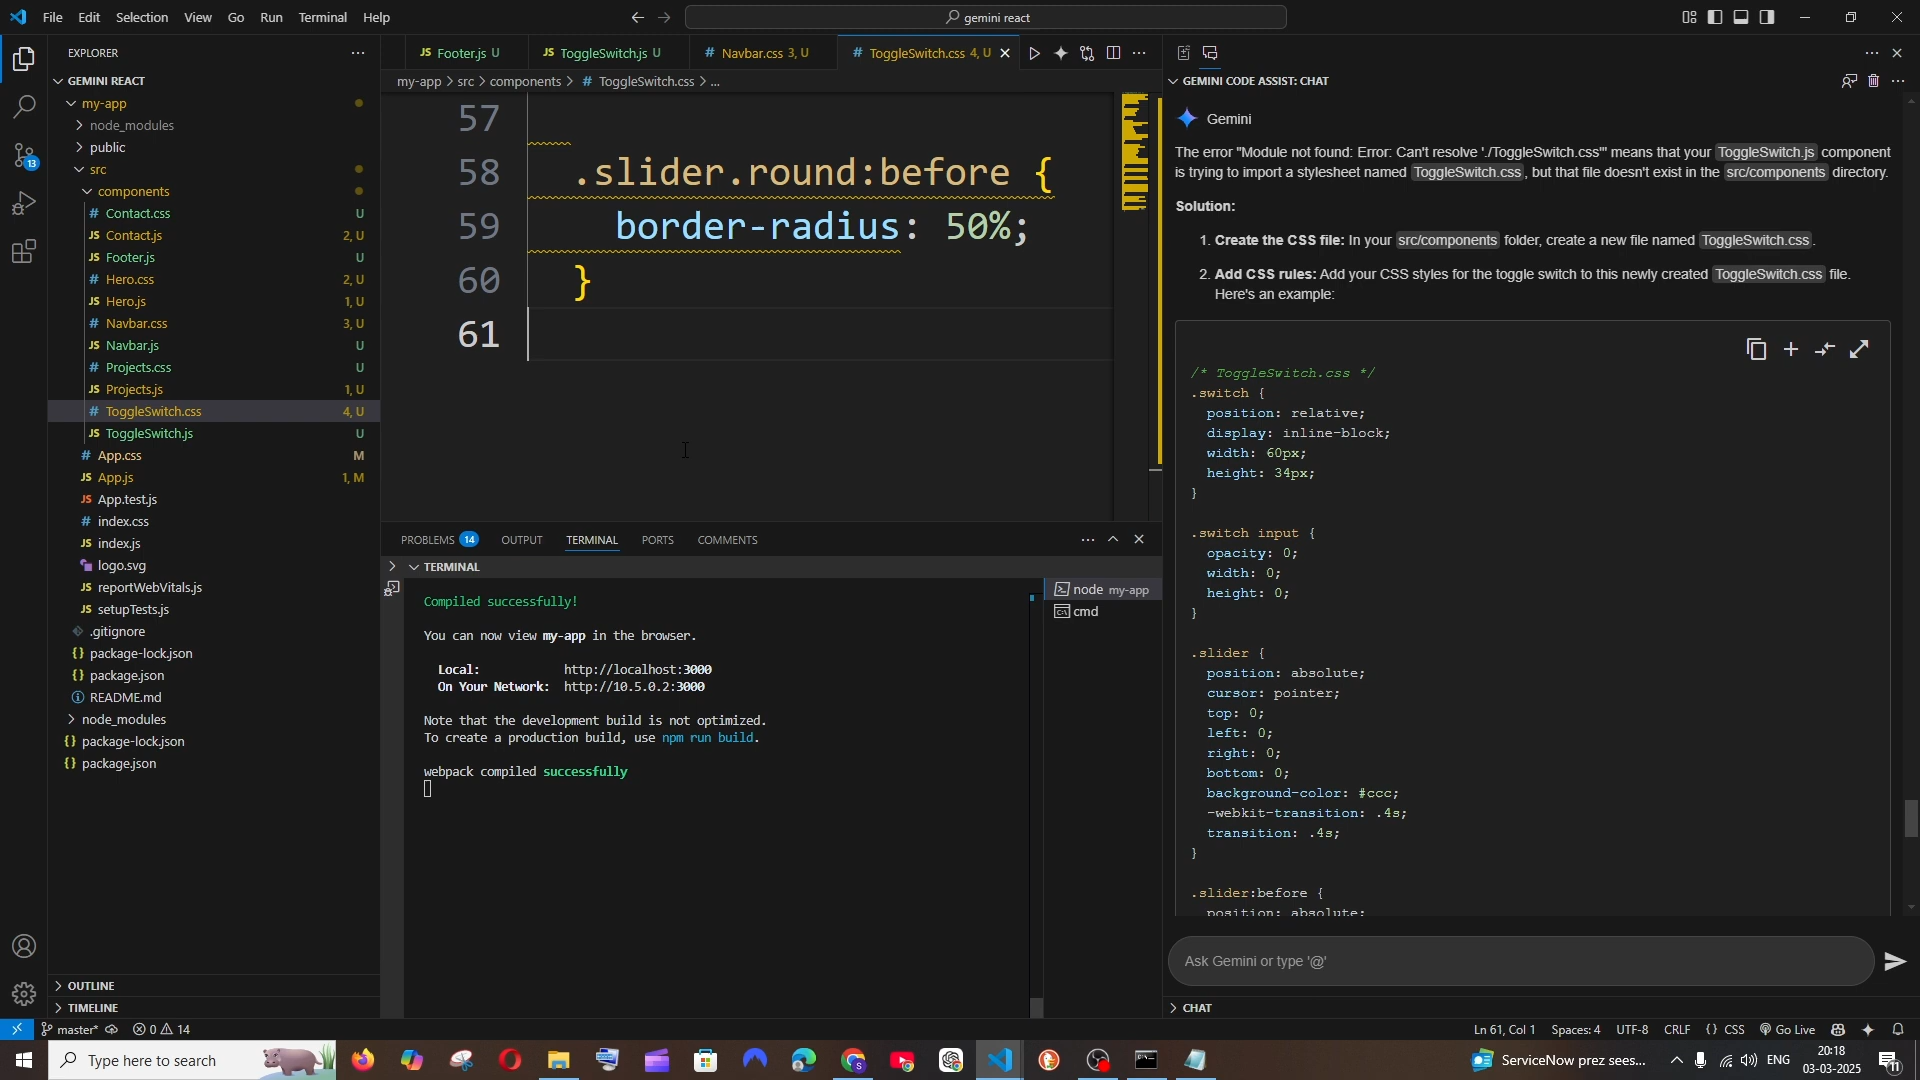 File Edit Selection View Go Run Terminal Help
gemini react
EXPLORER
GEMINI REACT
my-app
node_modules
public
src
components
# Contact.css U
JS Contact.js 2, U
JS Footer.js U
# Hero.css 2, U
JS Hero.js 1, U
# Navbar.css 3, U
JS Navbar.js U
# Projects.css U
JS Projects.js 1, U
# ToggleSwitch.css 4, U
JS ToggleSwitch.js U
# App.css M
JS App.js 1, M
JS App.test.js
# index.css
JS index.js
logo.svg
JS reportWebVitals.js
JS setupTests.js
.gitignore
{} package-lock.json
{} package.json
README.md
node_modules
{} package-lock.json
{} package.json
OUTLINE
TIMELINE
13
JS Footer.js U
JS ToggleSwitch.js U
# Navbar.css 3, U
# ToggleSwitch.css 4, U
my-app > src > components > # ToggleSwitch.css > ...
57
58 .slider.round:before {
59 border-radius: 50%;
60 }
61
PROBLEMS 14 OUTPUT TERMINAL PORTS COMMENTS
TERMINAL
Compiled successfully!
You can now view my-app in the browser.
Local: http://localhost:3000
On Your Network: http://10.5.0.2:3000
Note that the development build is not optimized.
To create a production build, use npm run build.
webpack compiled successfully
node my-app
cmd
GEMINI CODE ASSIST: CHAT
Gemini
The error "Module not found: Error: Can't resolve './ToggleSwitch.css'" means that your ToggleSwitch.js component
is trying to import a stylesheet named ToggleSwitch.css, but that file doesn't exist in the src/components directory.
Solution:
1. Create the CSS file: In your src/components folder, create a new file named ToggleSwitch.css.
2. Add CSS rules: Add your CSS styles for the toggle switch to this newly created ToggleSwitch.css file.
Here's an example:
/* ToggleSwitch.css */
.switch {
position: relative;
display: inline-block;
width: 60px;
height: 34px;
}
.switch input {
opacity: 0;
width: 0;
height: 0;
}
.slider {
position: absolute;
cursor: pointer;
top: 0;
left: 0;
right: 0;
bottom: 0;
background-color: #ccc;
-webkit-transition: .4s;
transition: .4s;
}
.slider:before {
position: absolute;
Ask Gemini or type '@'
CHAT
master* 0 14
Ln 61, Col 1 Spaces: 4 UTF-8 CRLF {} CSS Go Live
Type here to search
ServiceNow prez sees...
ENG
20:18
03-03-2025
11